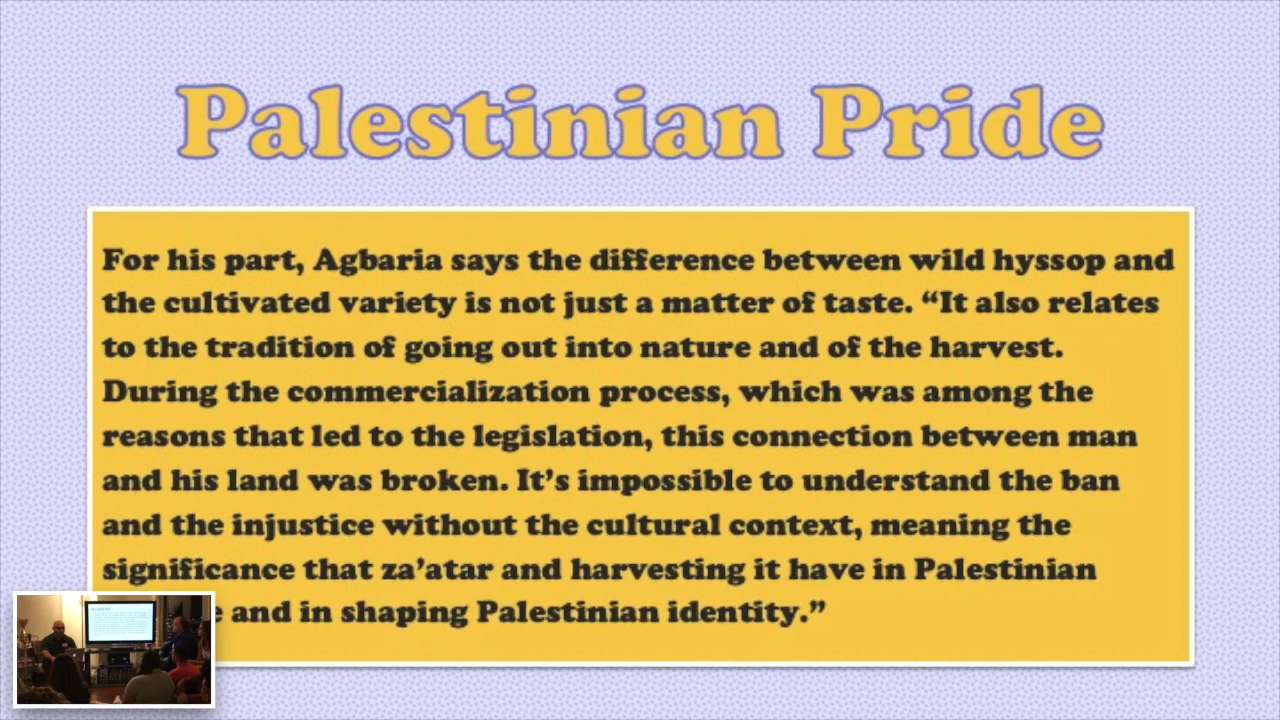 Palestinian Pride
For his part, Agbaria says the difference between wild hyssop and
the cultivated variety is not just a matter of taste. “It also relates
to the tradition of going out into nature and of the harvest.
During the commercialization process, which was among the
reasons that led to the legislation, this connection between man
and his land was broken. It’s impossible to understand the ban
and the injustice without the cultural context, meaning the
significance that za’atar and harvesting it have in Palestinian
and in shaping Palestinian identity.”